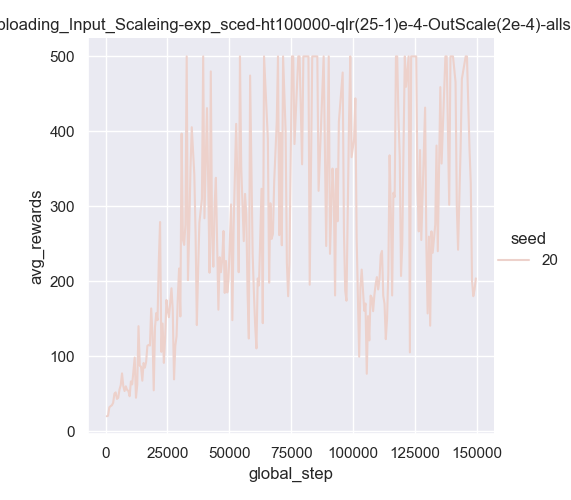 ploading_Input_Scaleing-exp_sced-ht100000-qlr(25-1)e-4-OutScale(2e-4)-alls
500
400
300
200
100
0
avg_rewards
0 25000 50000 75000 100000 125000 150000
global_step
seed
20